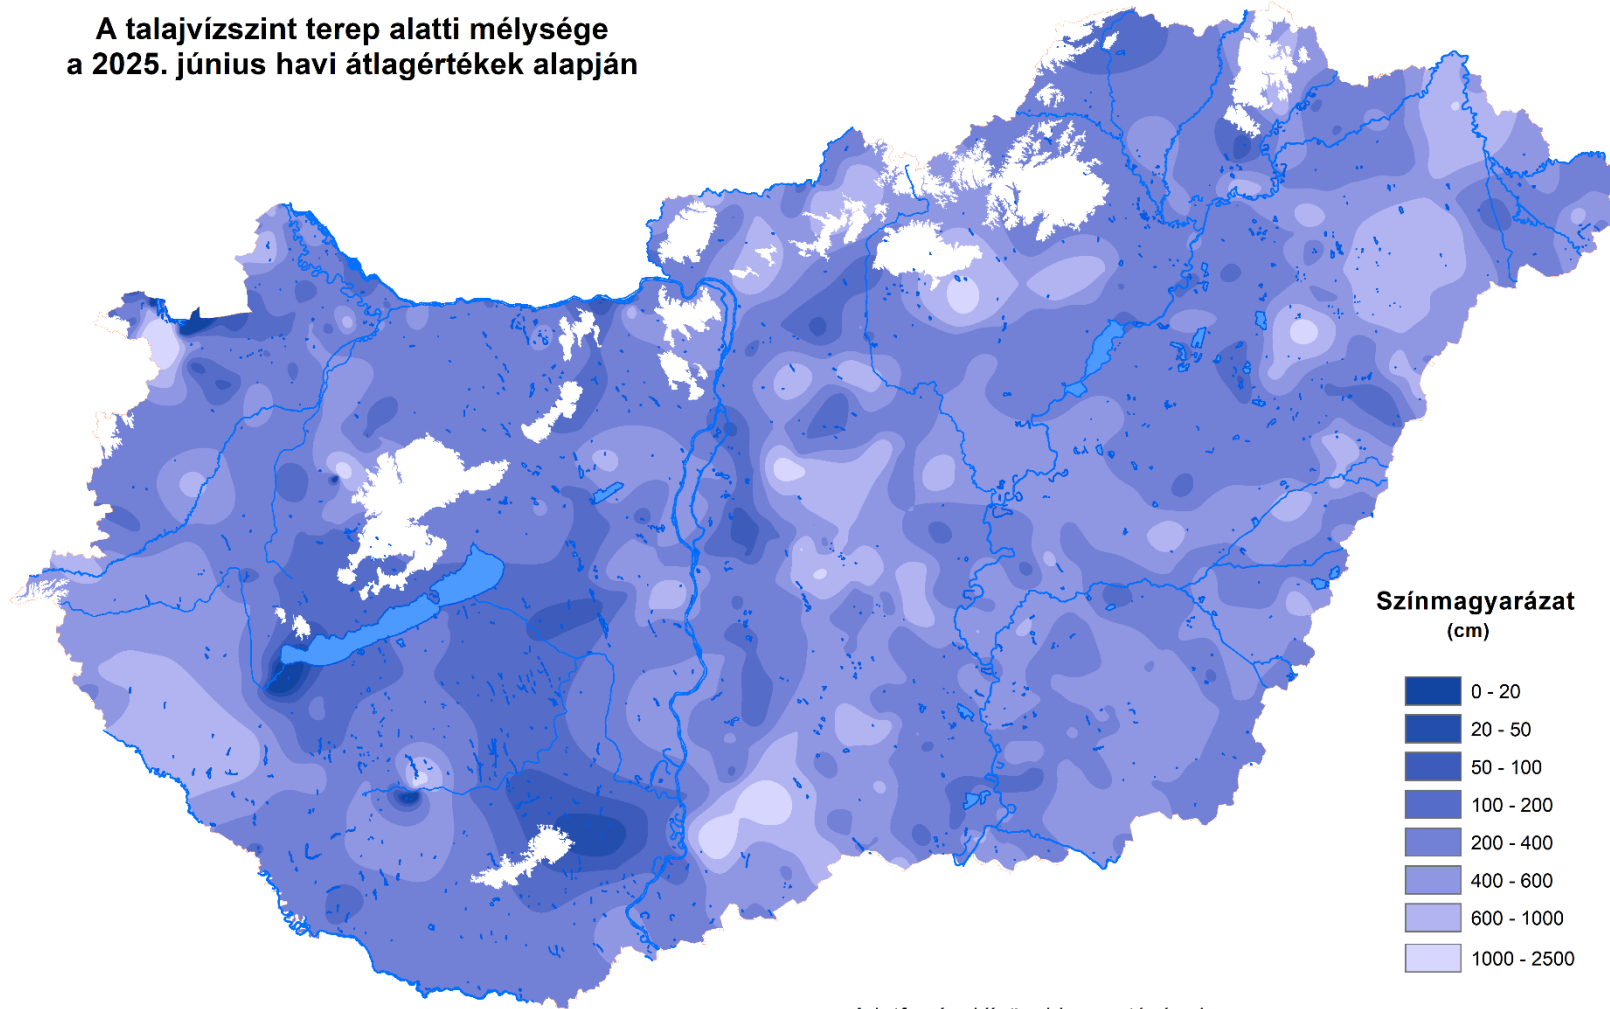 A talajvízszint terep alatti mélysége
a 2025. június havi átlagértékek alapján
Színmagyarázat
(cm)
0 - 20
20 - 50
50 - 100
100 - 200
200 - 400
400 - 600
600 - 1000
1000 - 2500